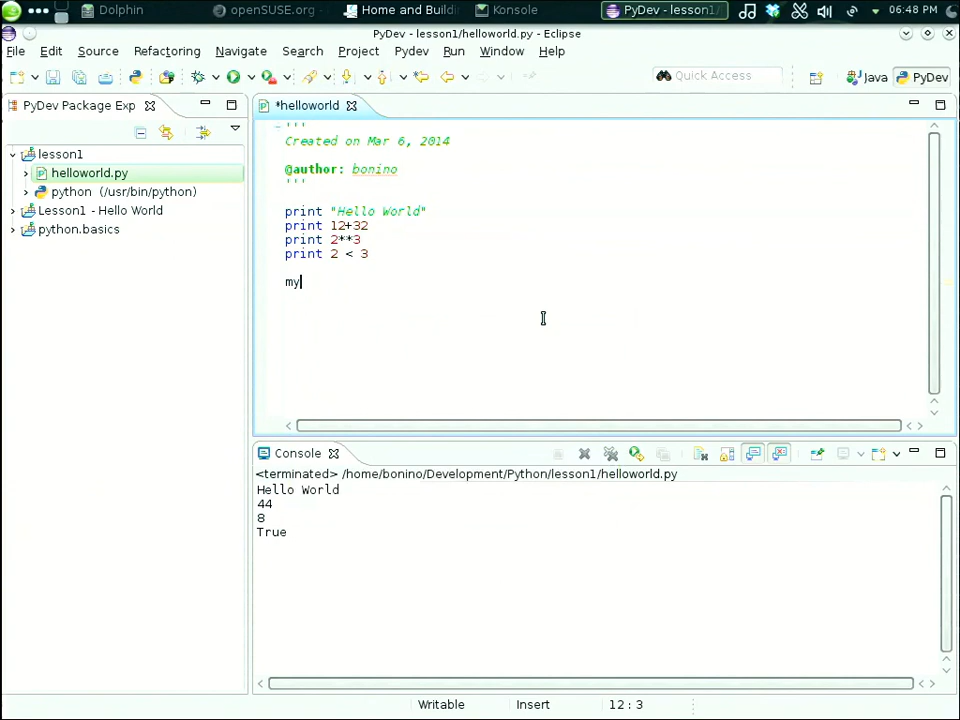 Dolphin
openSUSE.org -
Home and Buildi
Konsole
PyDev - lesson1/
06:48 PM
PyDev - lesson1/helloworld.py - Eclipse
File Edit Source Refactoring Navigate Search Project Pydev Run Window Help
Quick Access
Java
PyDev
PyDev Package Exp
*helloworld
lesson1
helloworld.py
python (/usr/bin/python)
Lesson1 - Hello World
python.basics
'''
Created on Mar 6, 2014
@author: bonino
'''
print "Hello World"
print 12+32
print 2**3
print 2 < 3
my
Console
<terminated> /home/bonino/Development/Python/lesson1/helloworld.py
Hello World
44
8
True
Writable
Insert
12 : 3